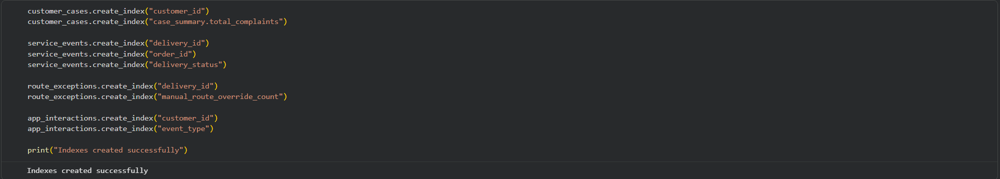 customer_cases.create_index("customer_id")
customer_cases.create_index("case_summary.total_complaints")
service_events.create_index("delivery_id")
service_events.create_index("order_id")
service_events.create_index("delivery_status")
route_exceptions.create_index("delivery_id")
route_exceptions.create_index("manual_route_override_count")
app_interactions.create_index("customer_id")
app_interactions.create_index("event_type")
print("Indexes created successfully")
Indexes created successfully